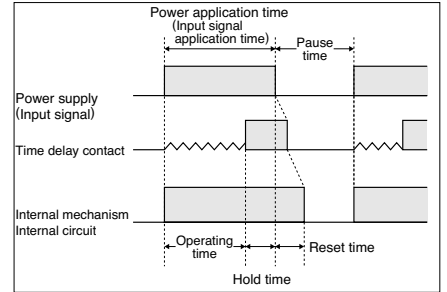 Power application time
(Input signal
application time)
Pause
time
Power supply
(Input signal)
Time delay contact
Internal mechanism
Internal circuit
Operating
time
Reset time
Hold time